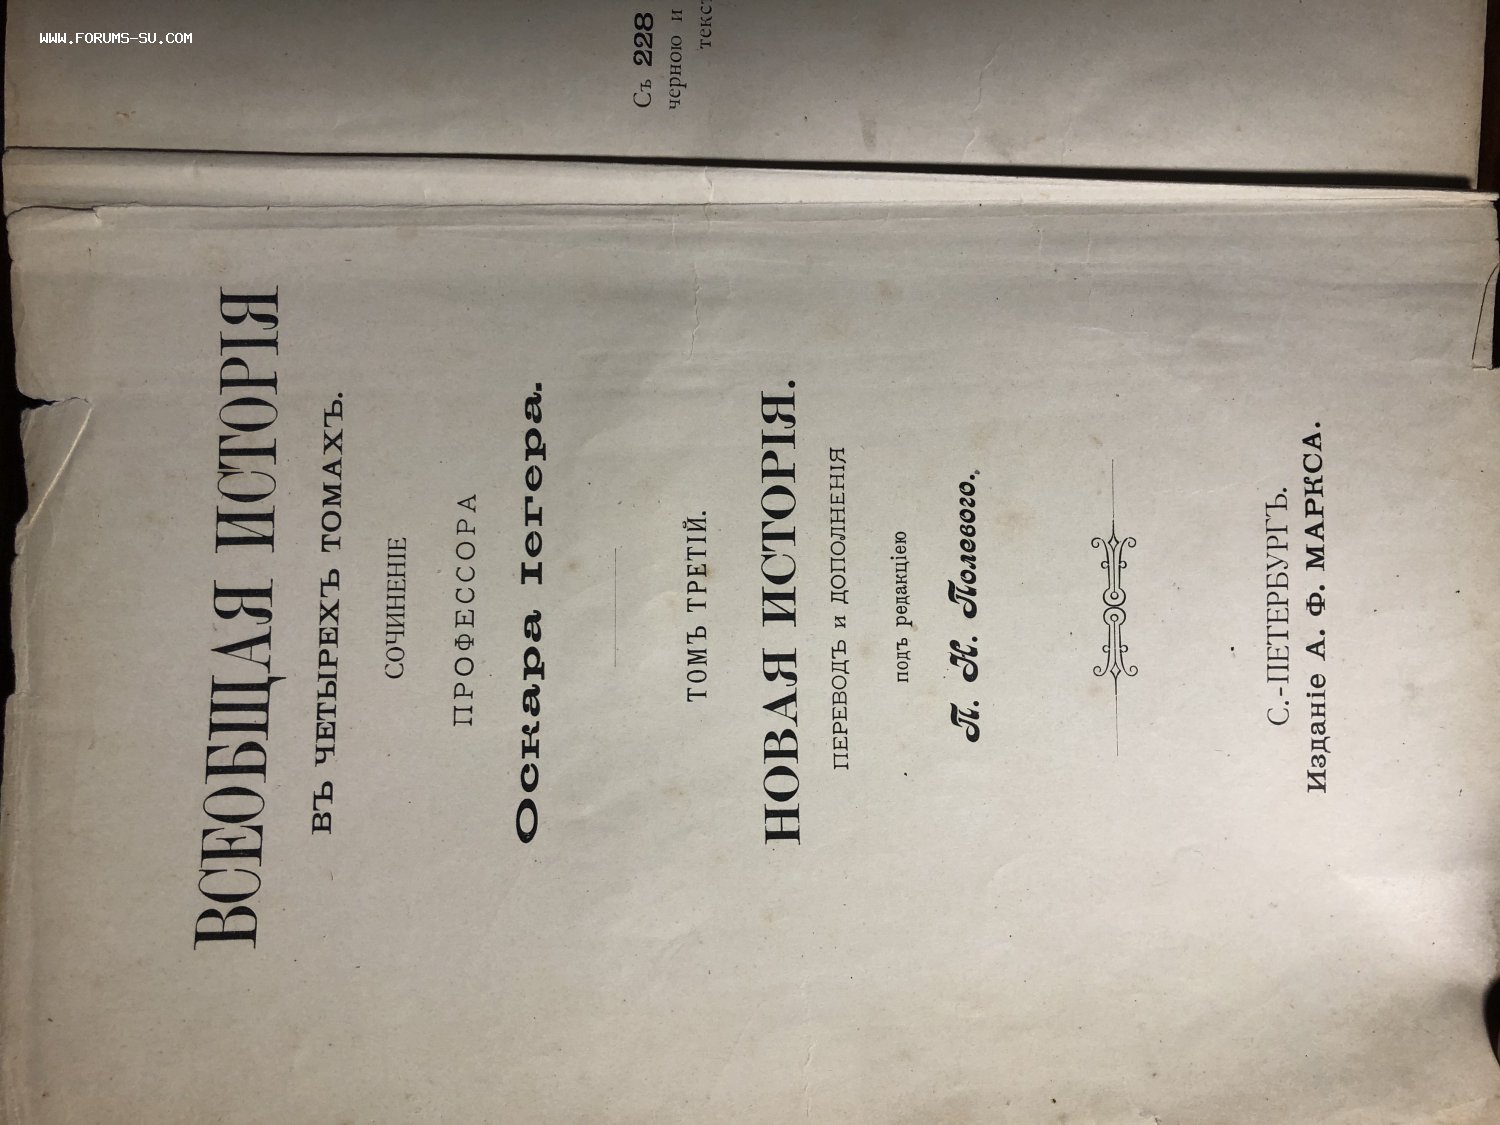 WWW.FORUMS-SU.COM
Съ 228
черною и
текс
ВСЕОБЩАЯ ИСТОРІЯ
ВЪ ЧЕТЫРЕХЪ ТОМАХЪ.
СОЧИНЕНІЕ
ПРОФЕССОРА
Оскара Іегера.
ТОМЪ ТРЕТІЙ.
НОВАЯ ИСТОРІЯ.
ПЕРЕВОДЪ и ДОПОЛНЕНІЯ
подъ редакціею
П. Н. Полевого.
С.-ПЕТЕРБУРГЪ.
Изданіе А. Ф. МАРКСА.